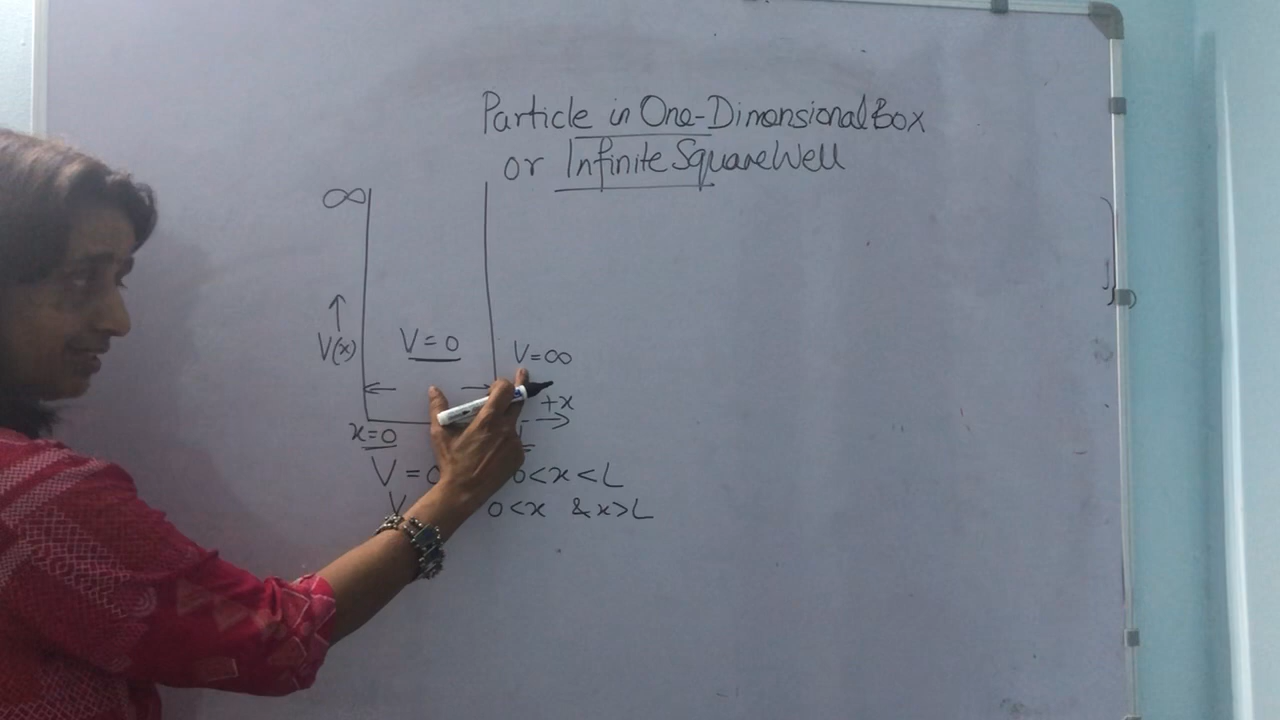 Particle in One-Dimensional Box
or Infinite Square Well
∞
V(x)
V=0
V=∞
+x
x=0
V=0 0<x<L
V 0<x & x>L